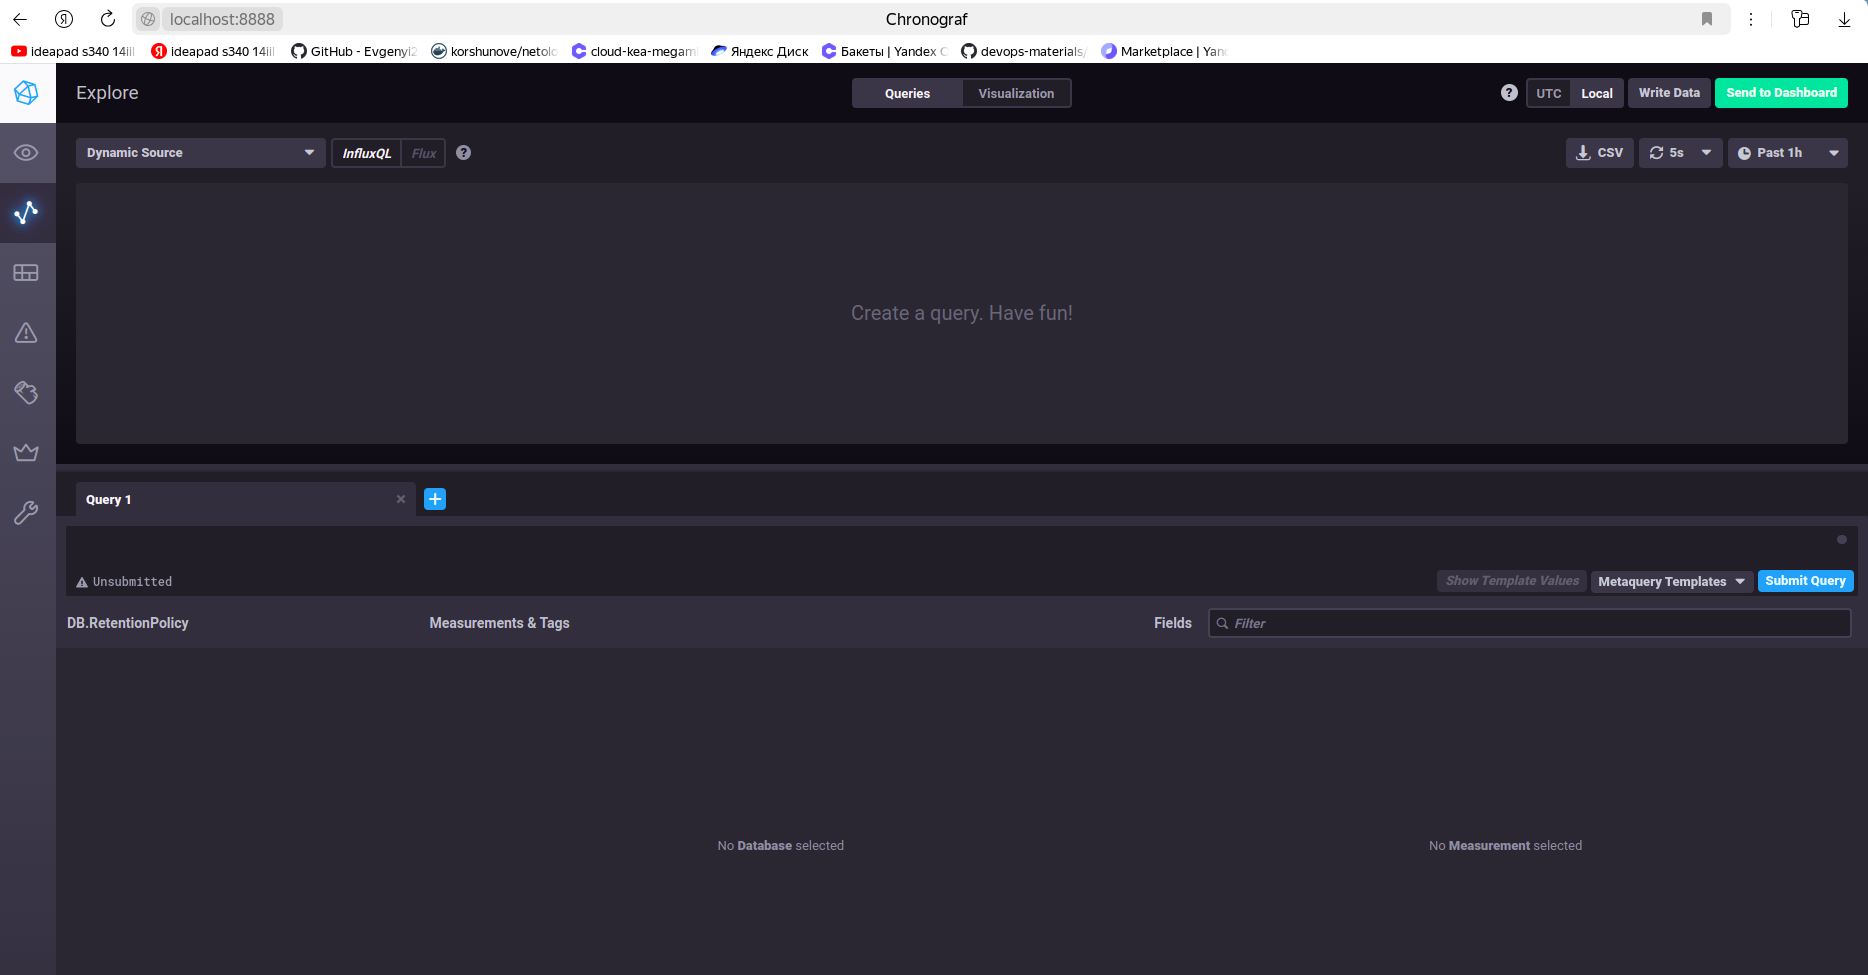 localhost:8888
Chronograf
ideapad s340 14iil
ideapad s340 14iil
GitHub - Evgenyi2
korshunove/netolo
cloud-kea-megam
Яндекс Диск
Бакеты | Yandex C
devops-materials/
Marketplace | Yan
Explore
Queries
Visualization
?
UTC
Local
Write Data
Send to Dashboard
Dynamic Source
InfluxQL
Flux
?
CSV
5s
Past 1h
Create a query. Have fun!
Query 1
Unsubmitted
Show Template Values
Metaquery Templates
Submit Query
DB.RetentionPolicy
Measurements & Tags
Fields
Filter
No Database selected
No Measurement selected